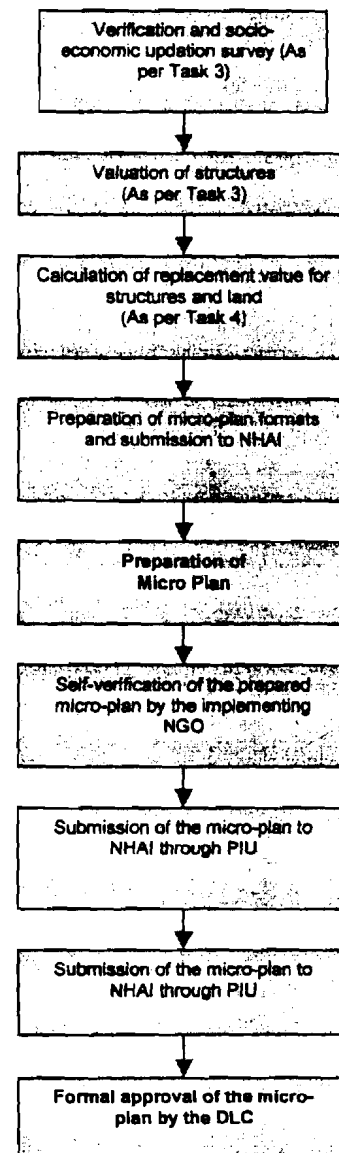 Verification and socio-
economic updation survey (As
per Task 3)
Valuation of structures
(As per Task 3)
Calculation of replacement value for
structures and land
(As per Task 4)
Preparation of micro-plan formats
and submission to NHAI
Preparation of
Micro Plan
Self-verification of the prepared
micro-plan by the implementing
NGO
Submission of the micro-plan to
NHAI through PIU
Submission of the micro-plan to
NHAI through PIU
Formal approval of the micro-
plan by the DLC